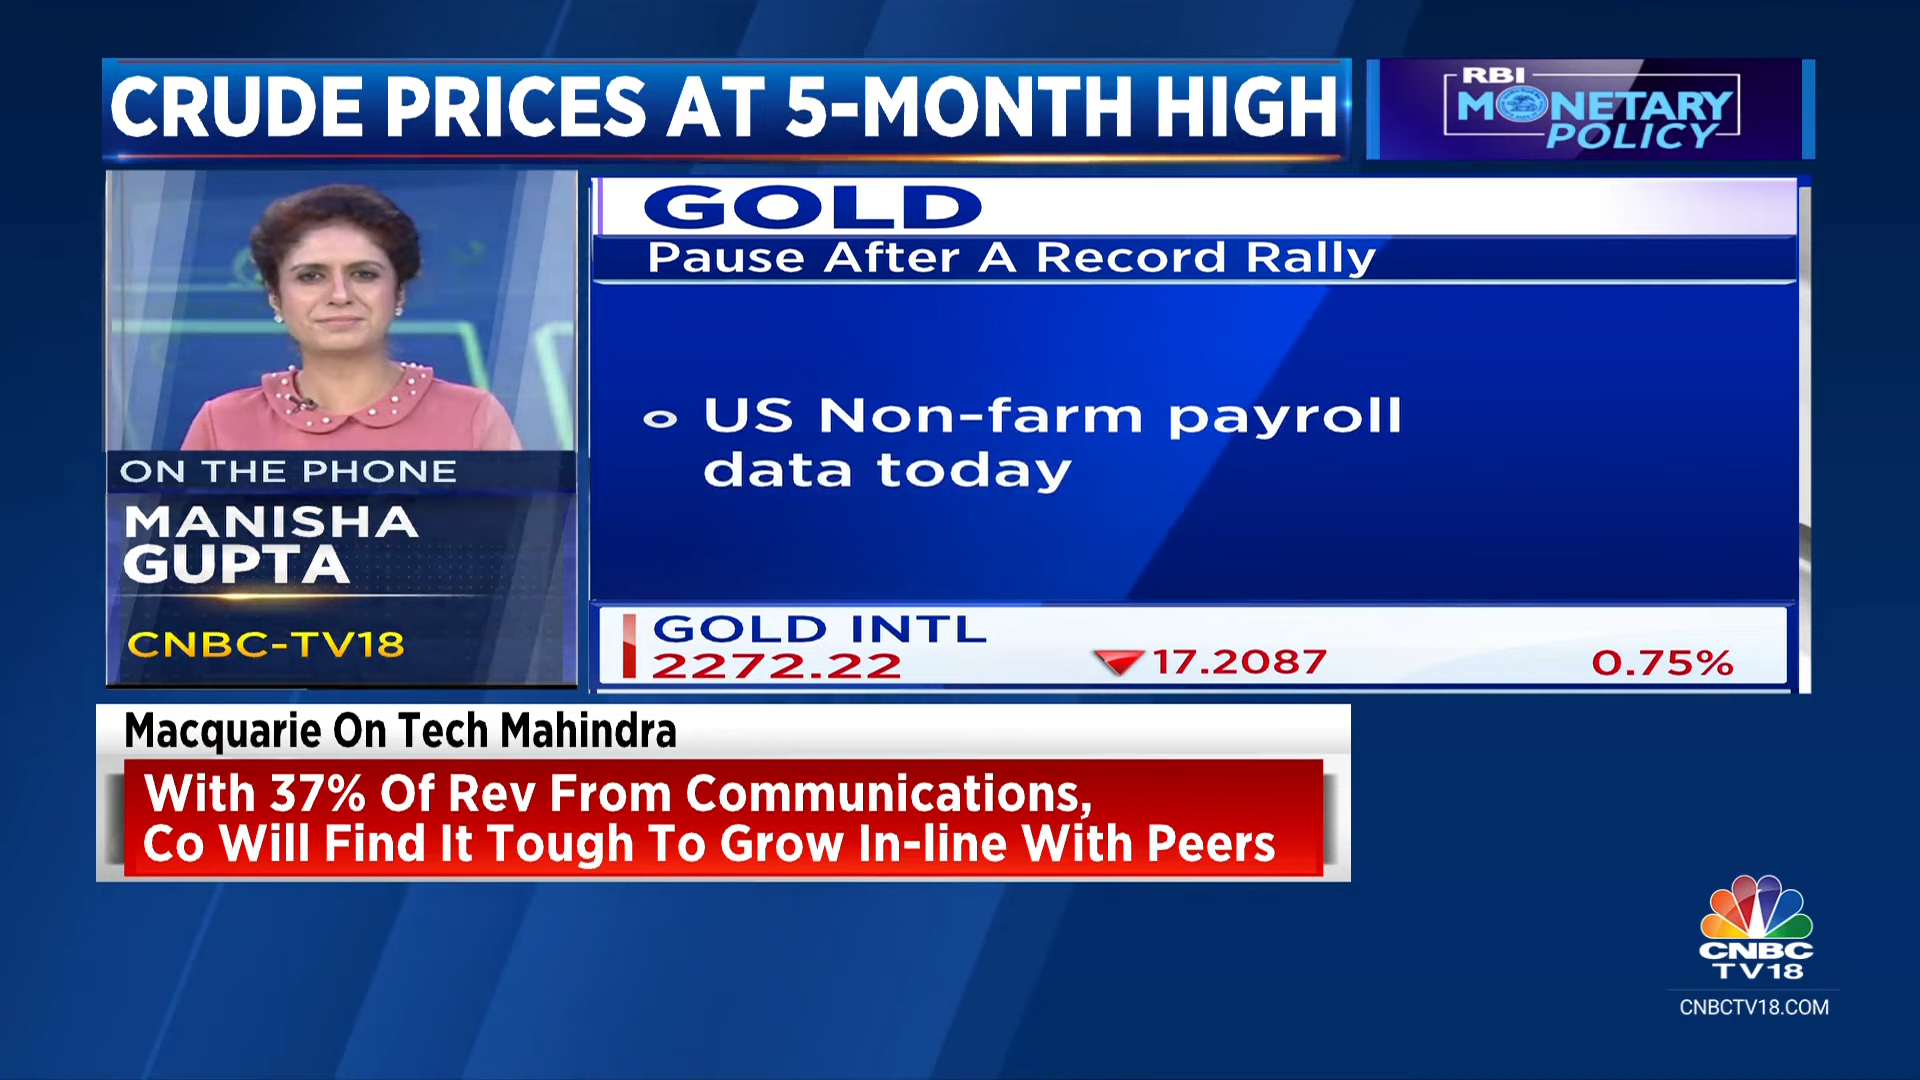 CRUDE PRICES AT 5-MONTH HIGH
RBI
MONETARY
POLICY
GOLD
Pause After A Record Rally
US Non-farm payroll
data today
ON THE PHONE
MANISHA
GUPTA
CNBC-TV18
GOLD INTL
2272.22 17.2087 0.75%
Macquarie On Tech Mahindra
With 37% Of Rev From Communications,
Co Will Find It Tough To Grow In-line With Peers
CNBC
TV18
CNBCTV18.COM